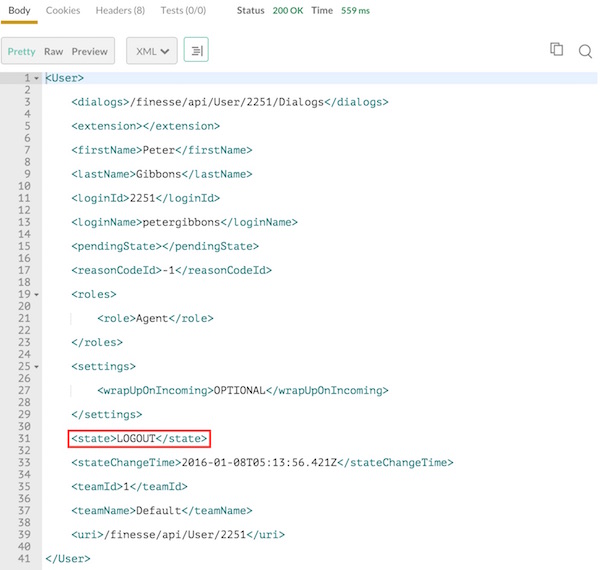 Body Cookies Headers (8) Tests (0/0) Status 200 OK Time 559 ms
Pretty Raw Preview XML
1 <User>
2
3 <dialogs>/finesse/api/User/2251/Dialogs</dialogs>
4
5 <extension></extension>
6
7 <firstName>Peter</firstName>
8
9 <lastName>Gibbons</lastName>
10
11 <loginId>2251</loginId>
12
13 <loginName>petergibbons</loginName>
14
15 <pendingState></pendingState>
16
17 <reasonCodeId>-1</reasonCodeId>
18
19 <roles>
20
21 <role>Agent</role>
22
23 </roles>
24
25 <settings>
26
27 <wrapUpOnIncoming>OPTIONAL</wrapUpOnIncoming>
28
29 </settings>
30
31 <state>LOGOUT</state>
32
33 <stateChangeTime>2016-01-08T05:13:56.421Z</stateChangeTime>
34
35 <teamId>1</teamId>
36
37 <teamName>Default</teamName>
38
39 <uri>/finesse/api/User/2251</uri>
40
41 </User>